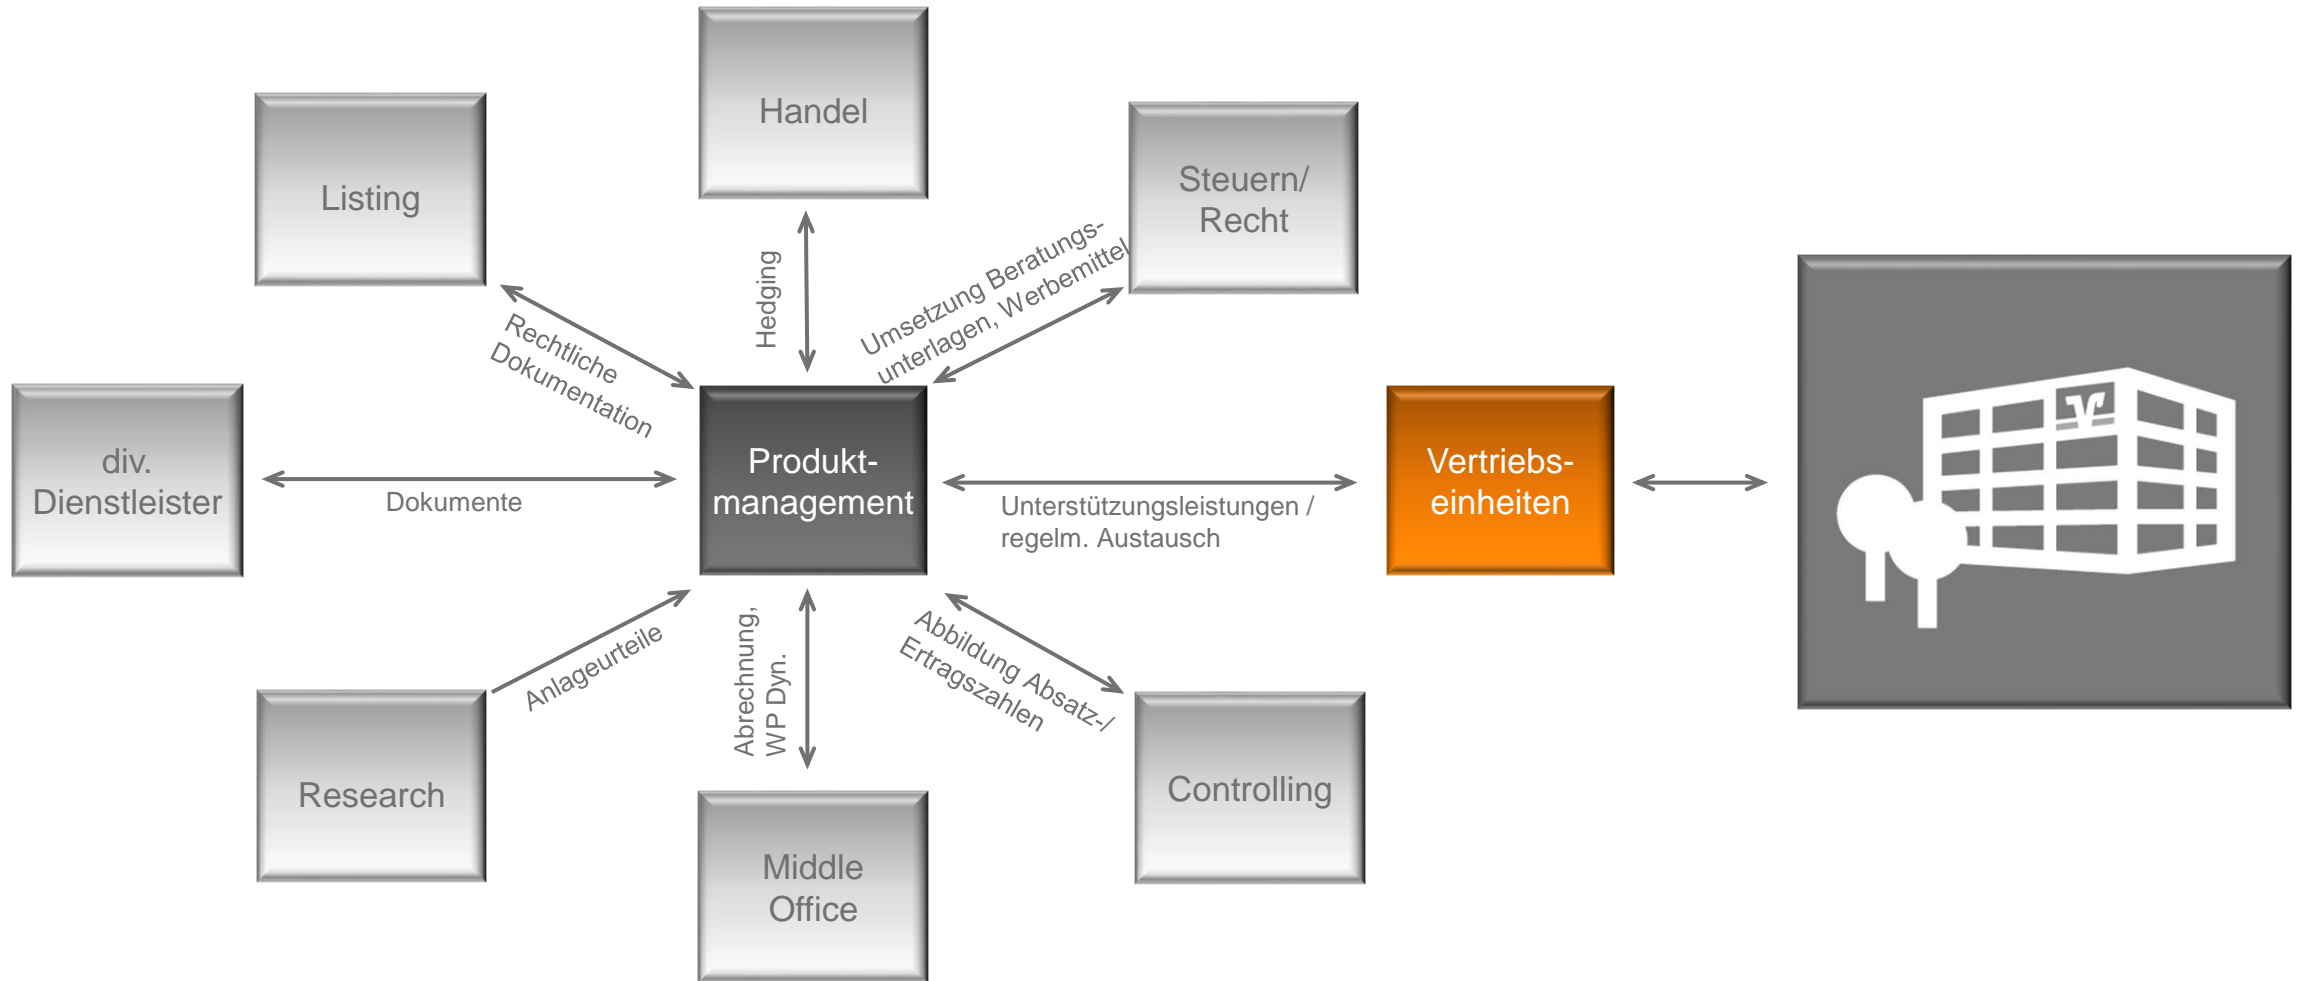 Handel
Listing
Steuern/
Recht
Hedging
Umsetzung Beratungs-
unterlagen, Werbemittel
Rechtliche
Dokumentation
div.
Dienstleister
Dokumente
Produkt-
management
Unterstützungsleistungen /
regelm. Austausch
Vertriebs-
einheiten
Anlageurteile
Abrechnung,
WP Dyn.
Abbildung Absatz-/
Ertragszahlen
Research
Middle
Office
Controlling